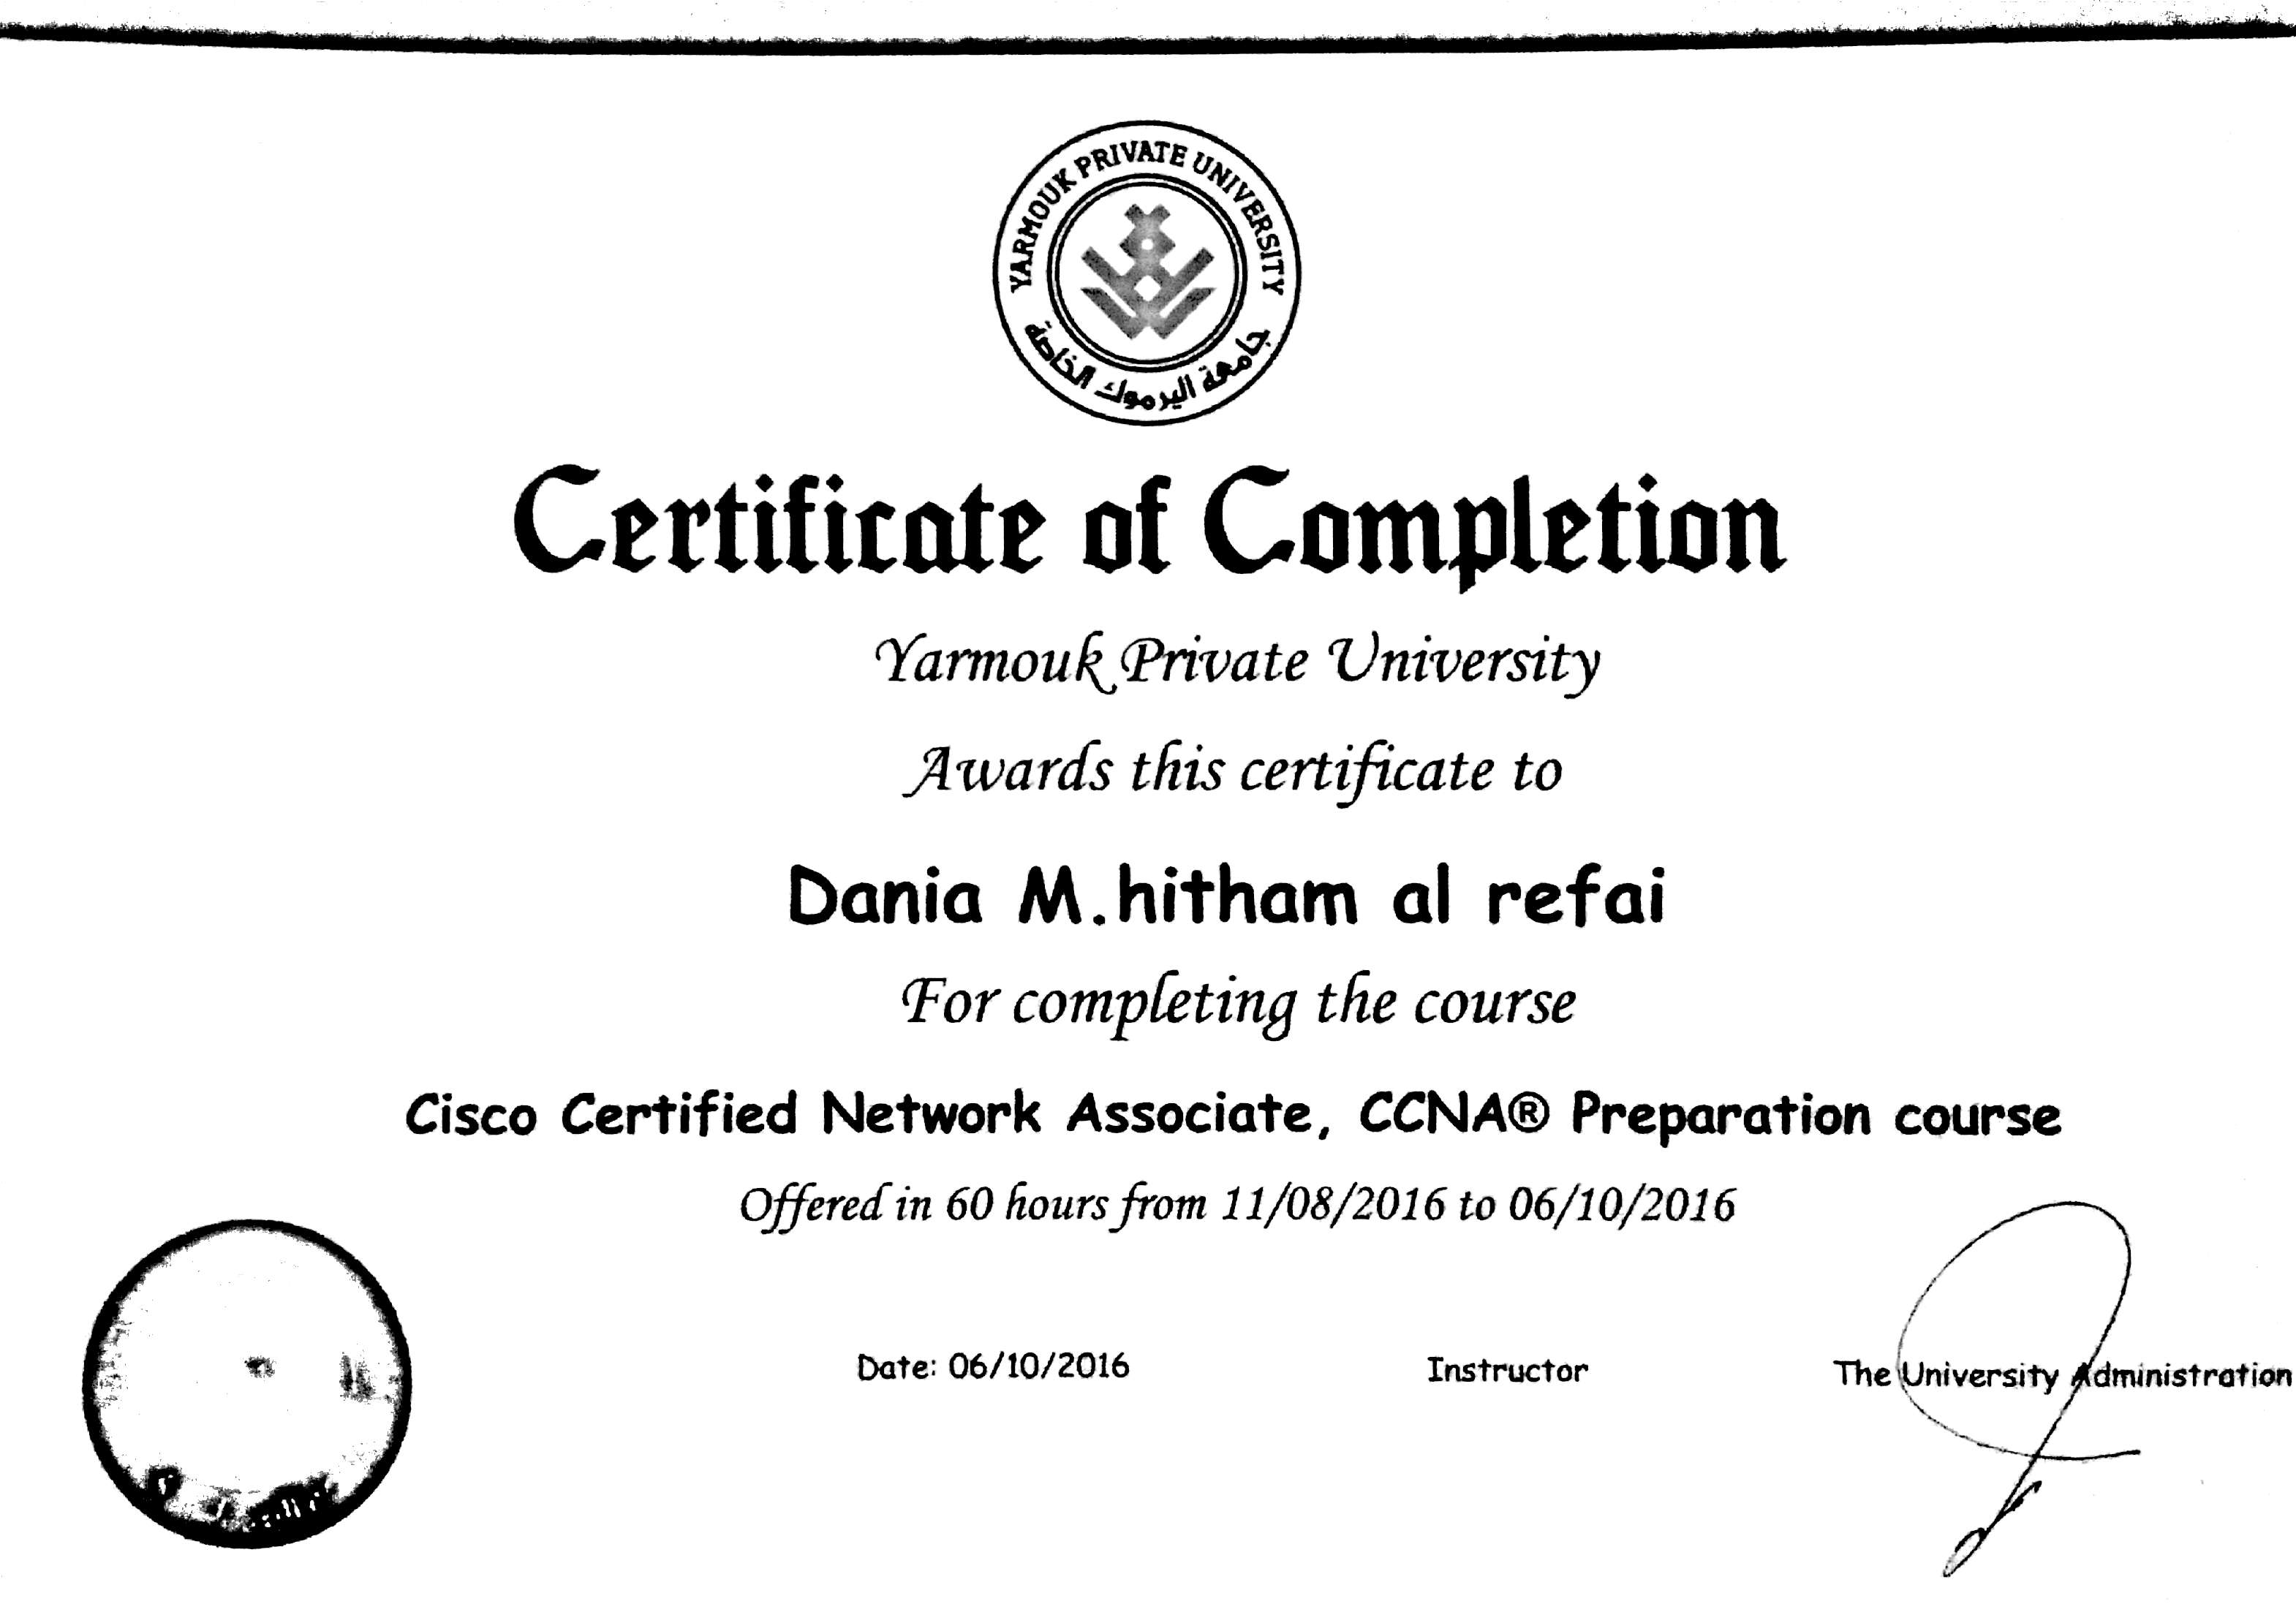 YARMOUK PRIVATE UNIVERSITY
جامعة اليرموك الخاصة
Certificate of Completion
Yarmouk Private University
Awards this certificate to
Dania M.hitham al refai
For completing the course
Cisco Certified Network Associate, CCNA® Preparation course
Offered in 60 hours from 11/08/2016 to 06/10/2016
Date: 06/10/2016 Instructor The University Administration